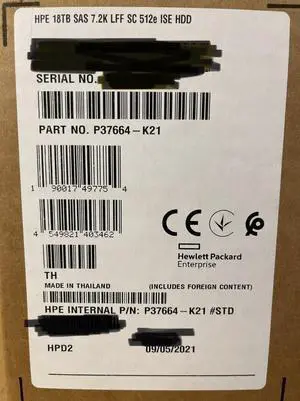 HPE 18TB SAS 7.2K LFF SC 512e ISE HDD
SERIAL NO.
PART NO. P37664-K21
1 90017 49775 4
4 549821 403462
CE
Hewlett Packard
Enterprise
TH
MADE IN THAILAND (INCLUDES FOREIGN CONTENT)
HPE INTERNAL P/N: P37664-K21 #STD
HPD2 09/05/2021